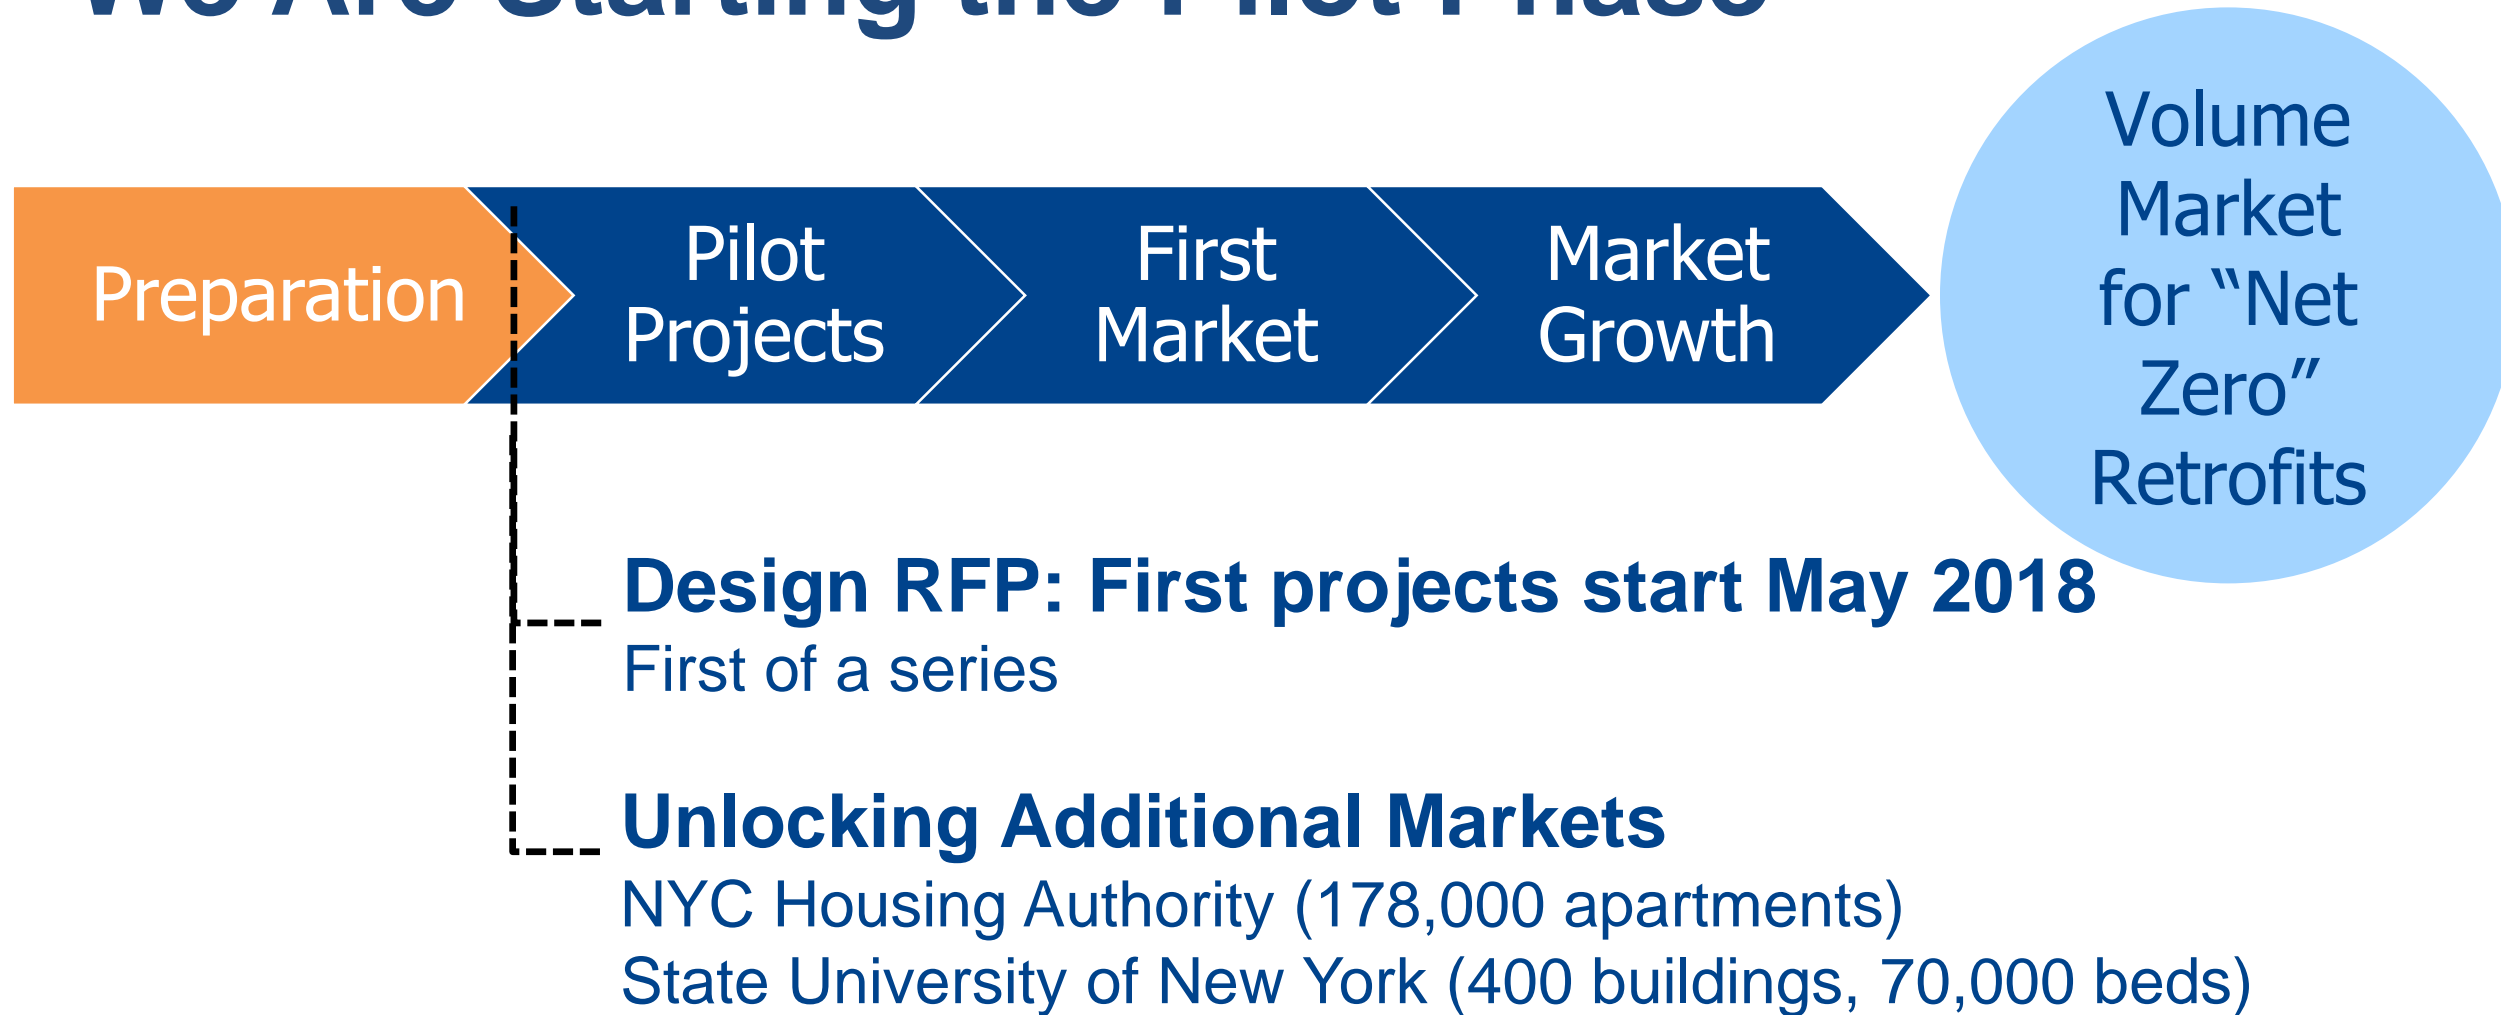 Preparation
Pilot
Projects
First
Market
Market
Growth
Volume
Market
for “Net
Zero”
Retrofits
Design RFP: First projects start May 2018
First of a series
Unlocking Additional Markets
NYC Housing Authority (178,000 apartments)
State University of New York (400 buildings, 70,000 beds)